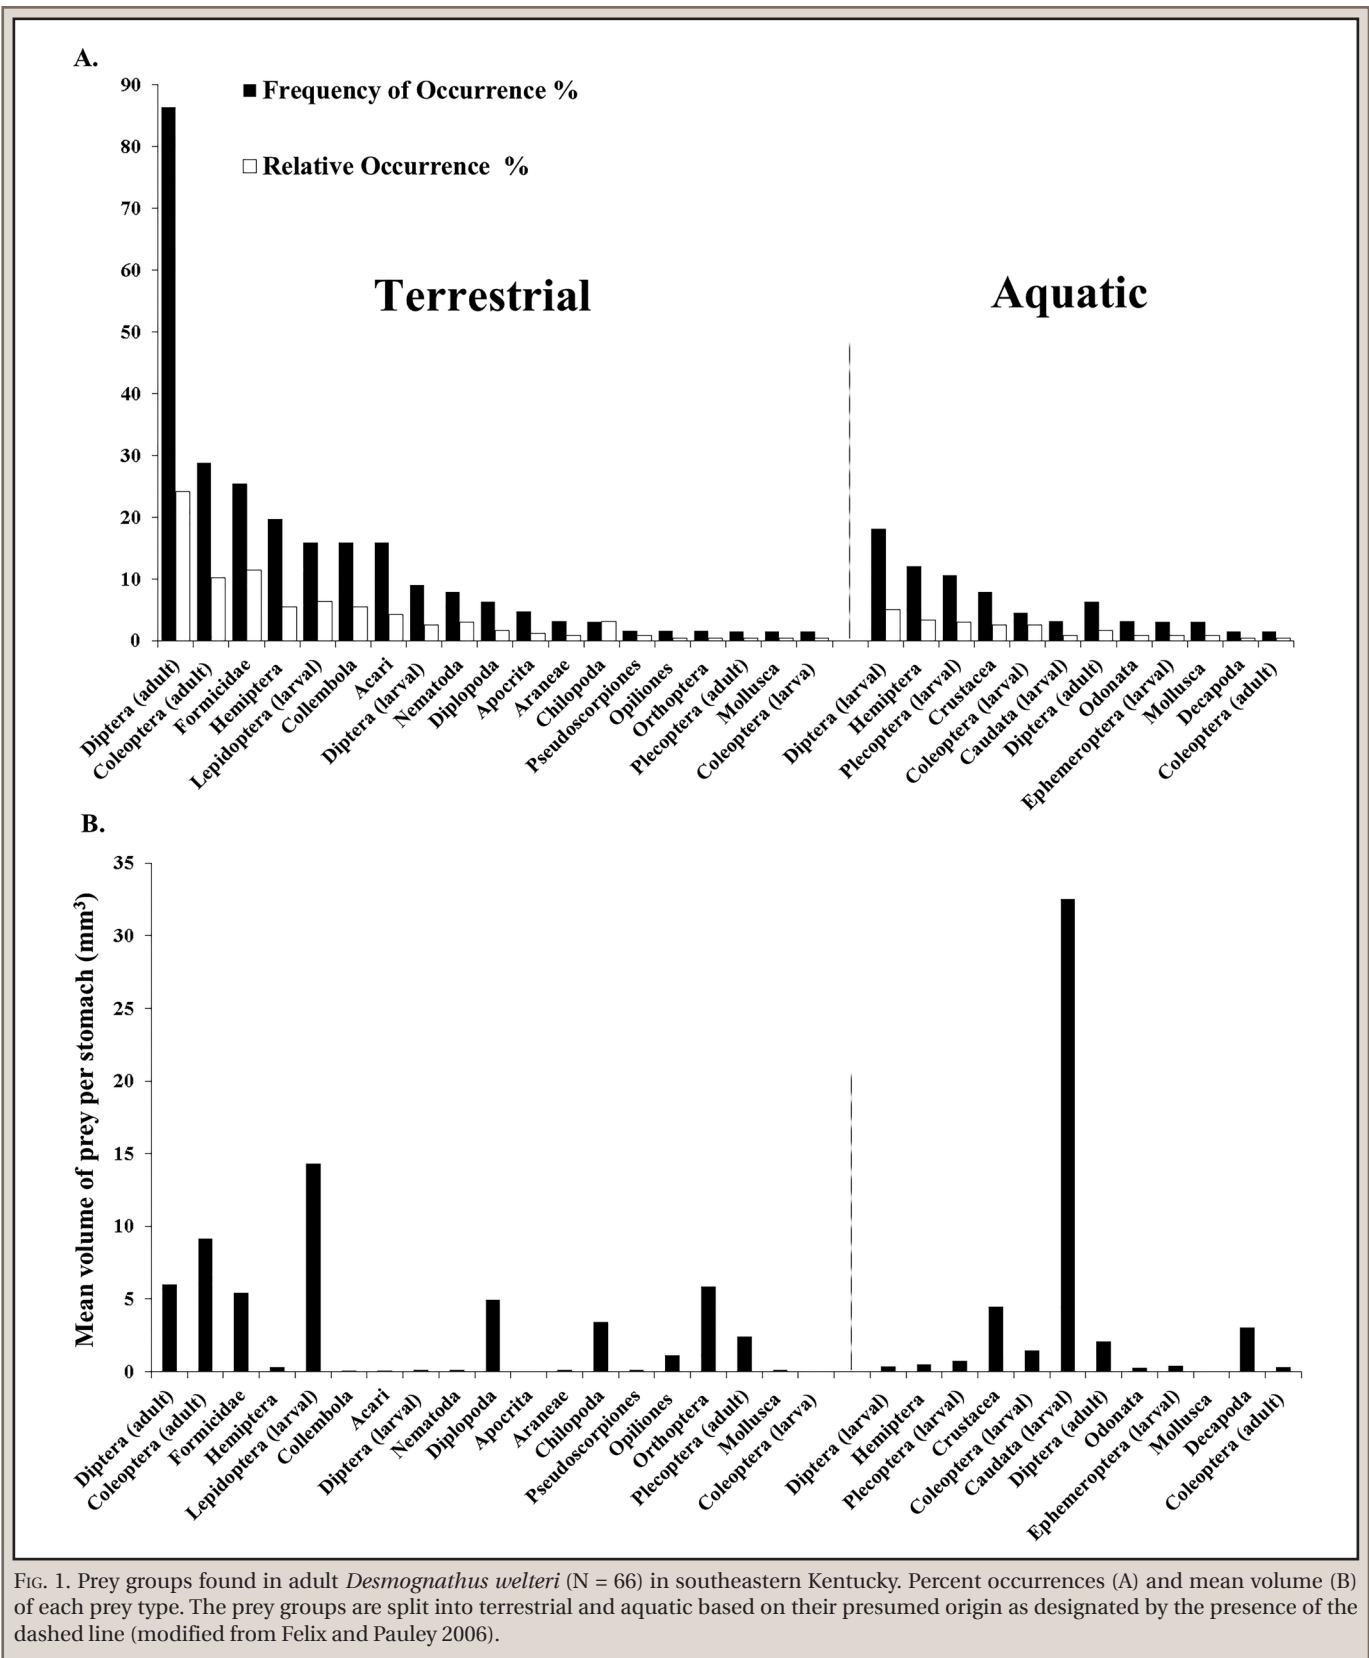 A.
90
80
70
60
50
40
30
20
10
0
Frequency of Occurrence %
Relative Occurrence %
Terrestrial
Aquatic
Diptera (adult)
Coleoptera (adult)
Formicidae
Hemiptera
Lepidoptera (larval)
Collembola
Acari
Diptera (larval)
Nematoda
Diplopoda
Apocrita
Araneae
Chilopoda
Pseudoscorpiones
Opiliones
Orthoptera
Plecoptera (adult)
Mollusca
Coleoptera (larva)
Diptera (larval)
Hemiptera
Plecoptera (larval)
Crustacea
Coleoptera (larval)
Caudata (larval)
Diptera (adult)
Odonata
Ephemeroptera (larval)
Mollusca
Decapoda
Coleoptera (adult)
B.
Mean volume of prey per stomach (mm³)
35
30
25
20
15
10
5
0
Diptera (adult)
Coleoptera (adult)
Formicidae
Hemiptera
Lepidoptera (larval)
Collembola
Acari
Diptera (larval)
Nematoda
Diplopoda
Apocrita
Araneae
Chilopoda
Pseudoscorpiones
Opiliones
Orthoptera
Plecoptera (adult)
Mollusca
Coleoptera (larva)
Diptera (larval)
Hemiptera
Plecoptera (larval)
Crustacea
Coleoptera (larval)
Caudata (larval)
Diptera (adult)
Odonata
Ephemeroptera (larval)
Mollusca
Decapoda
Coleoptera (adult)
FIG. 1. Prey groups found in adult Desmognathus welteri (N = 66) in southeastern Kentucky. Percent occurrences (A) and mean volume (B)
of each prey type. The prey groups are split into terrestrial and aquatic based on their presumed origin as designated by the presence of the
dashed line (modified from Felix and Pauley 2006).